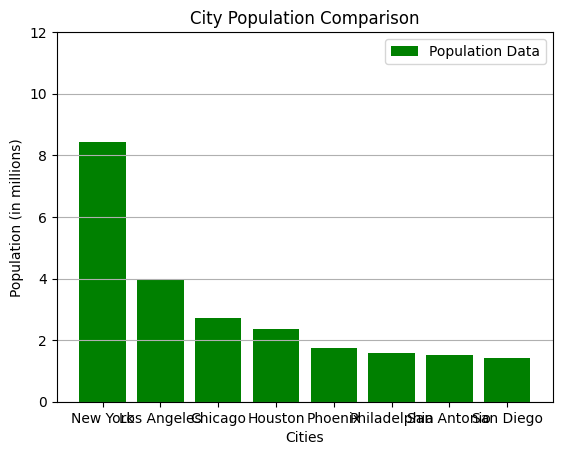 City Population Comparison
Population Data
Population (in millions)
12
10
8
6
4
2
0
New York Los Angeles Chicago Houston Phoenix Philadelphia San Antonio San Diego
Cities